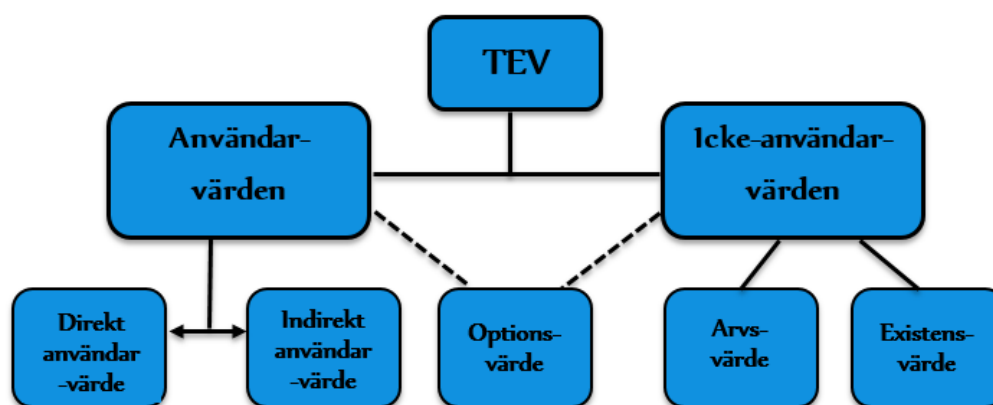 TEV
Användar-
värden
Icke-användar-
värden
Direkt
användar
-värde
Indirekt
användar
-värde
Options-
värde
Arvs-
värde
Existens-
värde